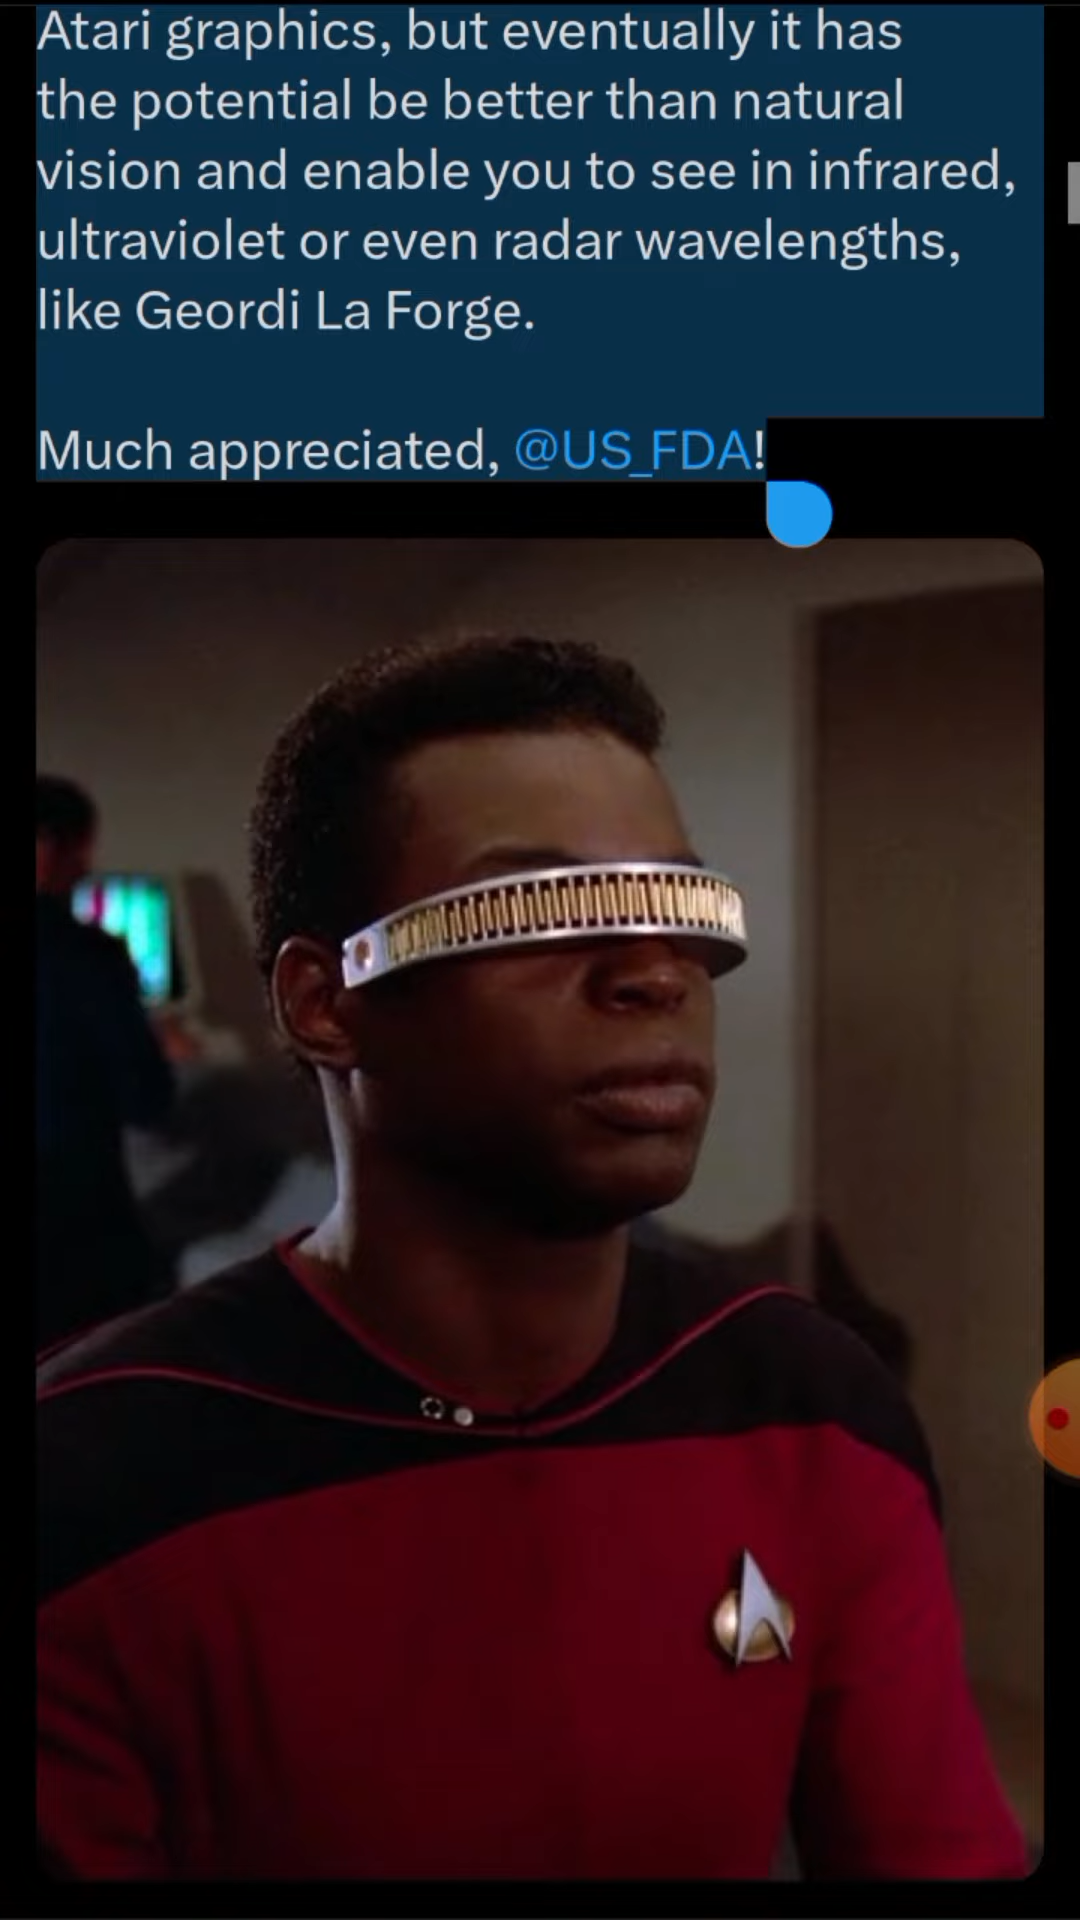 Atari graphics, but eventually it has
the potential be better than natural
vision and enable you to see in infrared,
ultraviolet or even radar wavelengths,
like Geordi La Forge.
Much appreciated, @US_FDA!